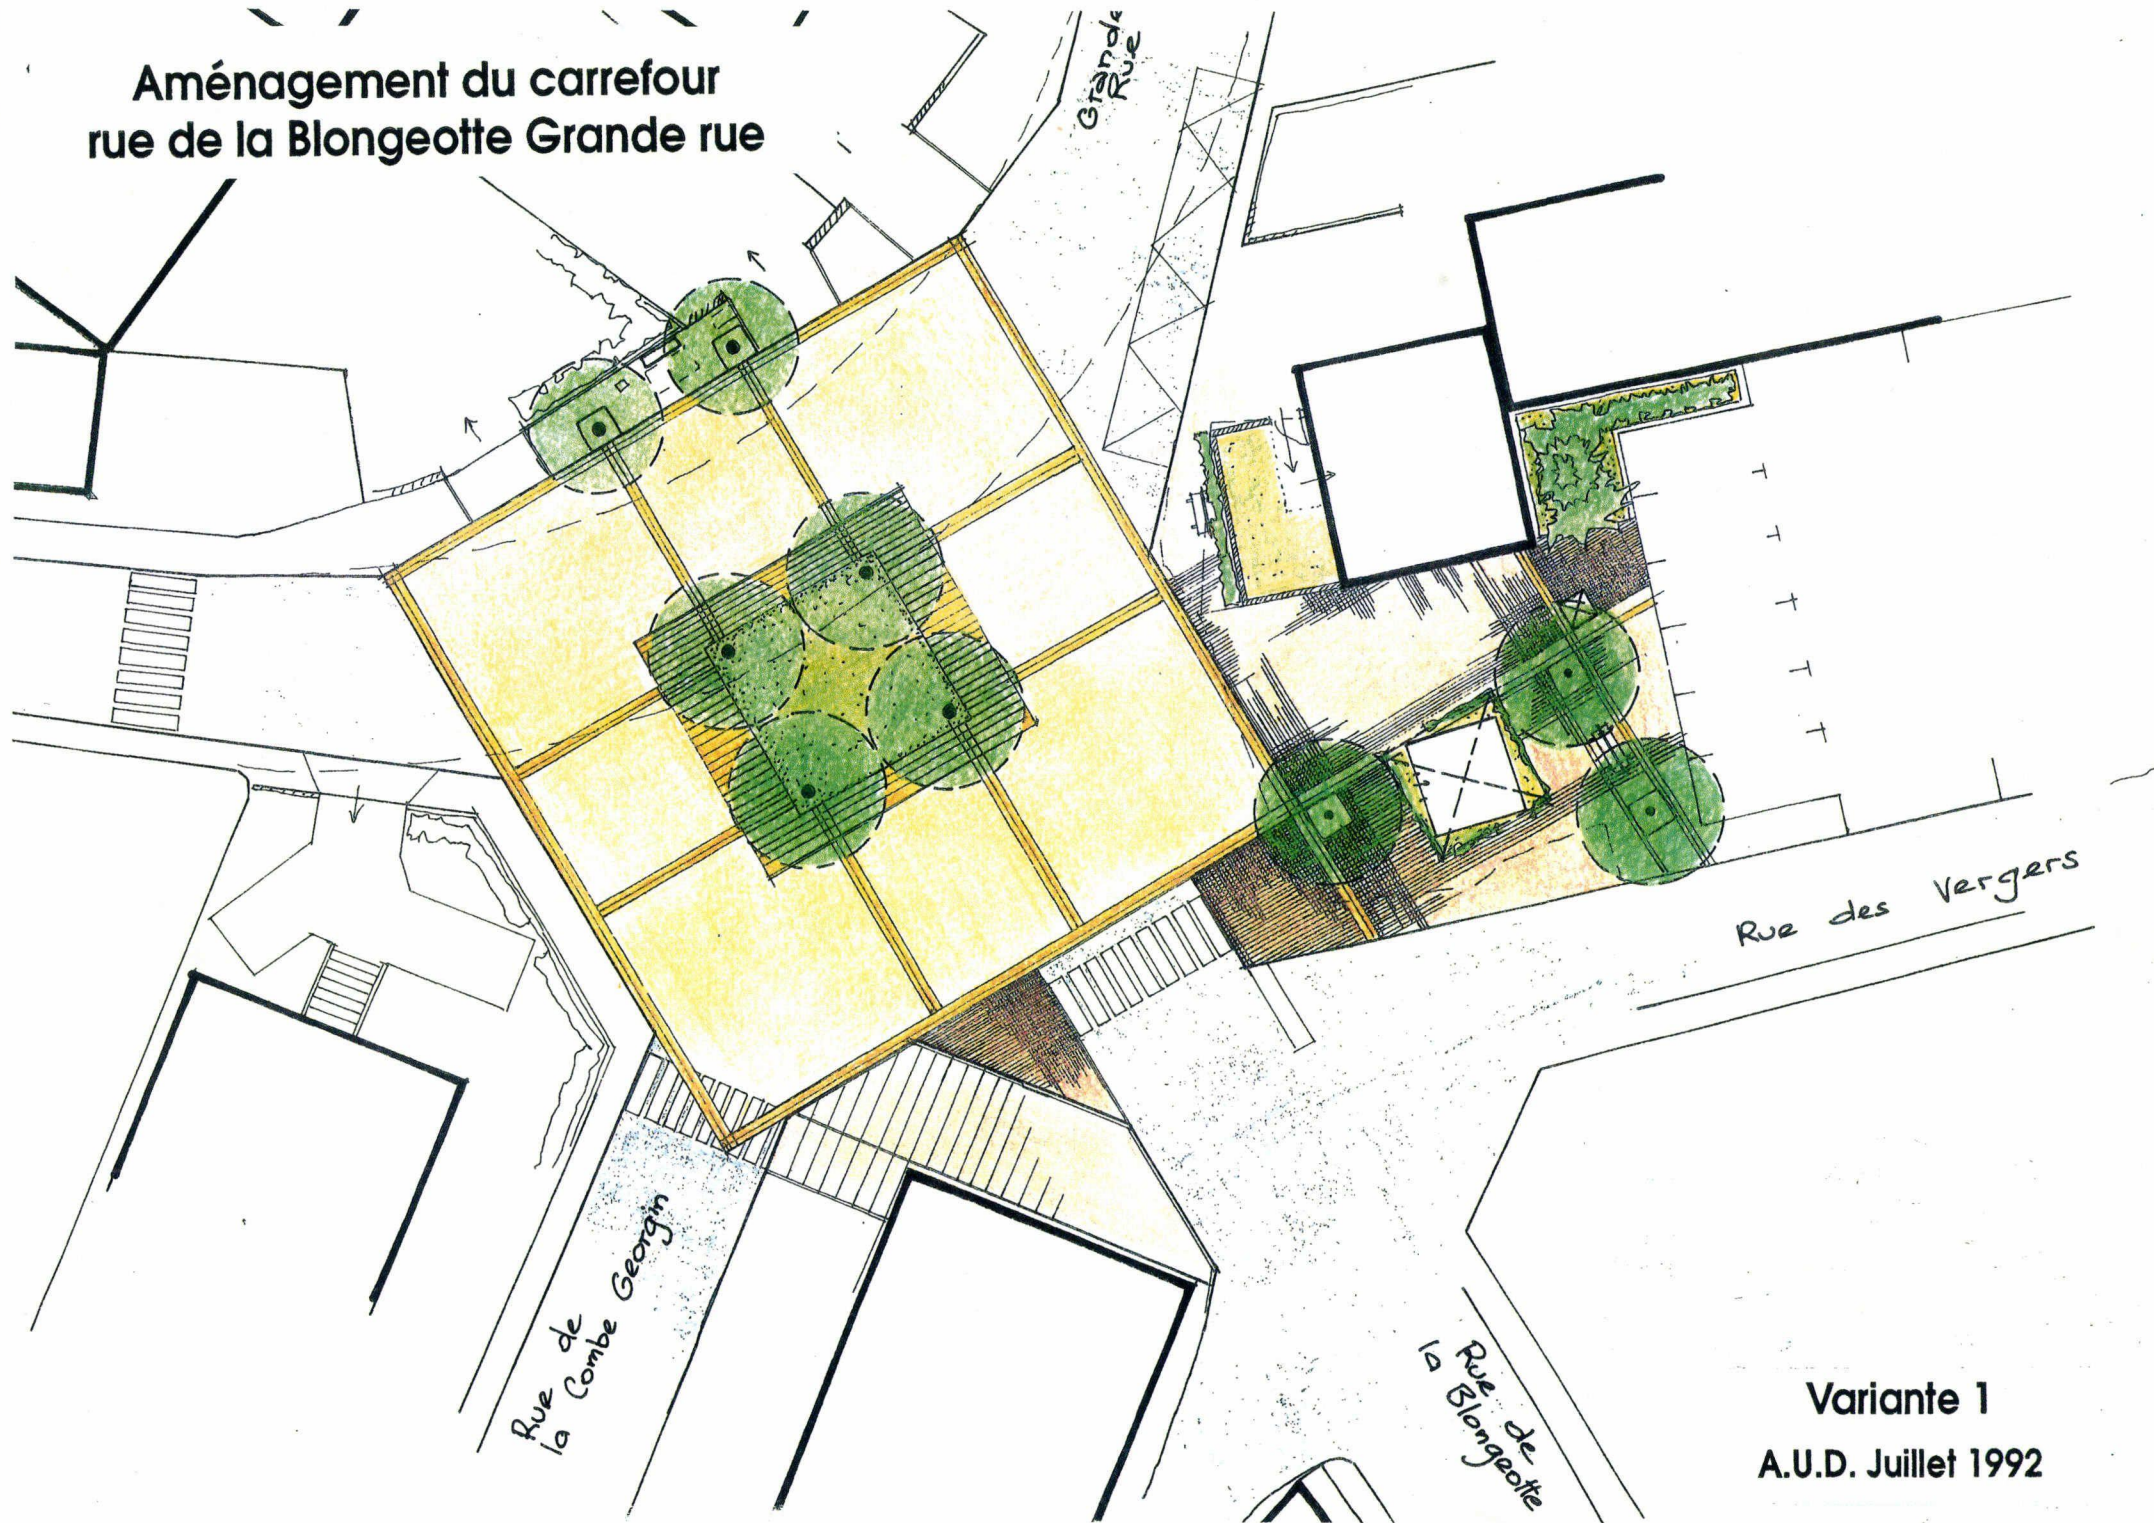 Aménagement du carrefour
rue de la Blongeotte Grande rue
Grande
Rue
Rue des Vergers
Rue de
la Combe Georgin
Rue de
la Blongeotte
Variante 1
A.U.D. Juillet 1992